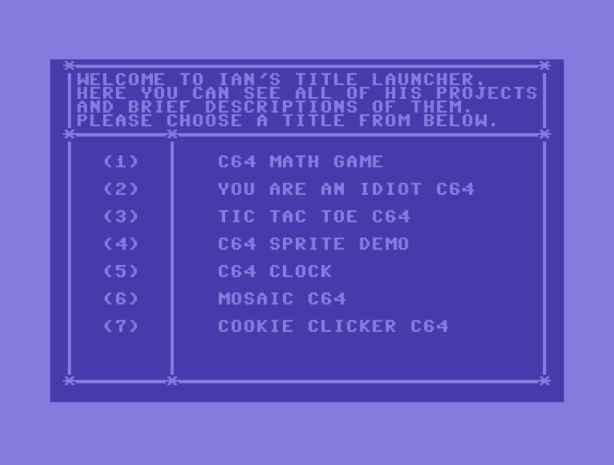 WELCOME TO IAN'S TITLE LAUNCHER.
HERE YOU CAN SEE ALL OF HIS PROJECTS
AND BRIEF DESCRIPTIONS OF THEM.
PLEASE CHOOSE A TITLE FROM BELOW.
(1) C64 MATH GAME
(2) YOU ARE AN IDIOT C64
(3) TIC TAC TOE C64
(4) C64 SPRITE DEMO
(5) C64 CLOCK
(6) MOSAIC C64
(7) COOKIE CLICKER C64